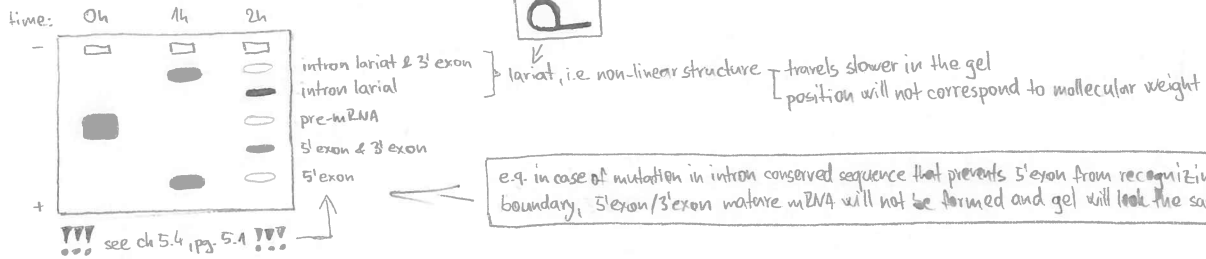 time: 0h 1h 2h
−
intron lariat & 3' exon
intron lariat
lariat, i.e non-linear structure
travels slower in the gel
position will not correspond to mollecular weight
pre-mRNA
5' exon & 3' exon
5' exon
+
e.g. in case of mutation in intron conserved sequence that prevents 5' exon from recognizin
boundary, 5' exon/3' exon mature mRNA will not be formed and gel will look the sa
!!! see ch 5.4, pg. 5.1 !!!